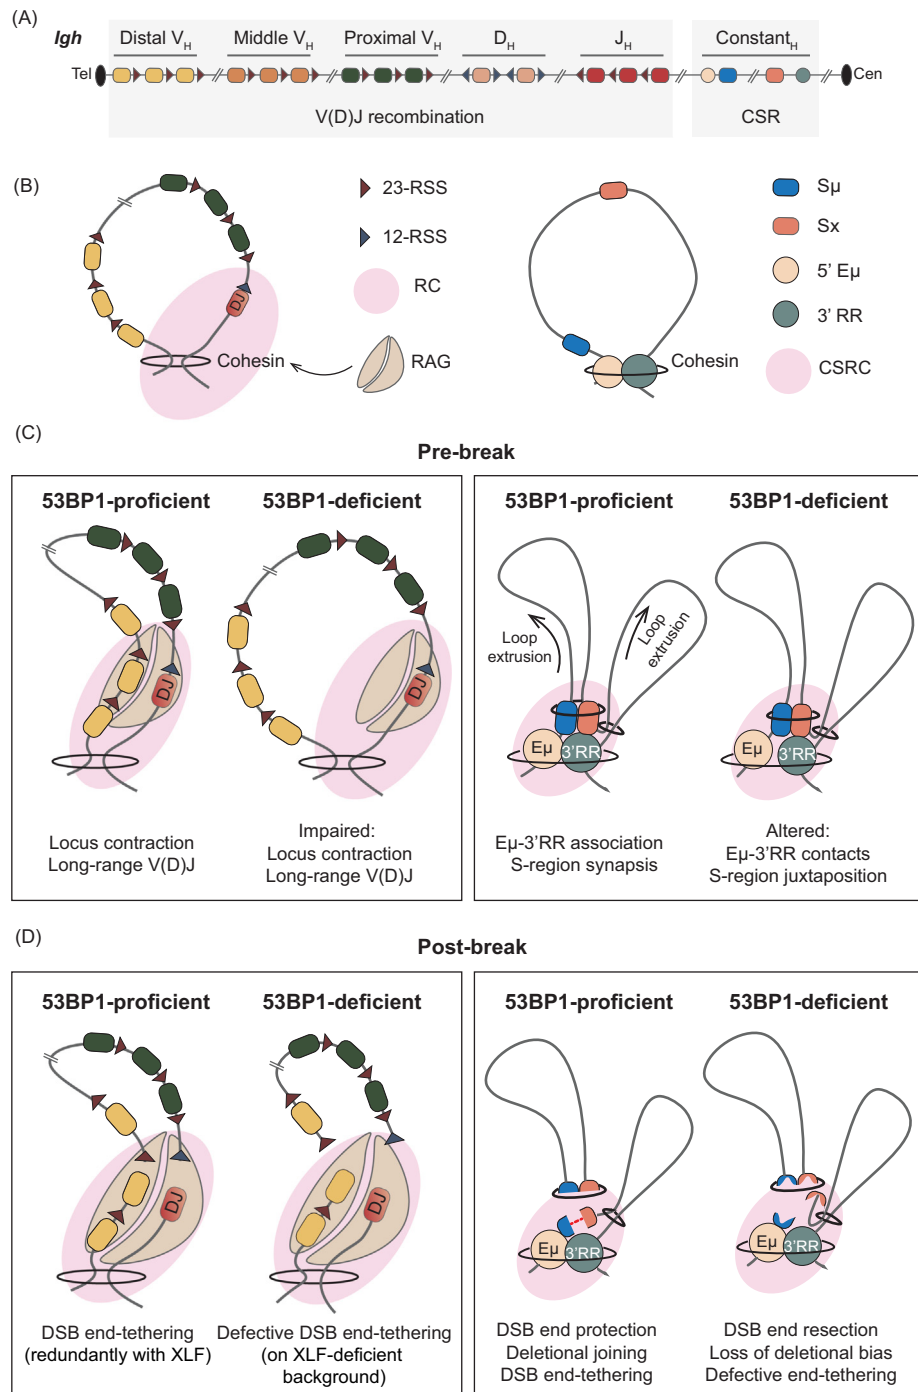 (A)
Igh
Distal VH
Middle VH
Proximal VH
DH
JH
ConstantH
Tel
Cen
V(D)J recombination
CSR
(B)
23-RSS
12-RSS
RC
RAG
DJ
Cohesin
Cohesin
Sµ
Sx
5' Eµ
3' RR
CSRC
(C)
Pre-break
53BP1-proficient
53BP1-deficient
DJ
DJ
Locus contraction
Long-range V(D)J
Impaired:
Locus contraction
Long-range V(D)J
53BP1-proficient
53BP1-deficient
Loop
extrusion
Loop
extrusion
Eµ
3'RR
Eµ
3'RR
Eµ-3'RR association
S-region synapsis
Altered:
Eµ-3'RR contacts
S-region juxtaposition
(D)
Post-break
53BP1-proficient
53BP1-deficient
DJ
DJ
DSB end-tethering
(redundantly with XLF)
Defective DSB end-tethering
(on XLF-deficient
background)
53BP1-proficient
53BP1-deficient
Eµ
3'RR
Eµ
3'RR
DSB end protection
Deletional joining
DSB end-tethering
DSB end resection
Loss of deletional bias
Defective end-tethering